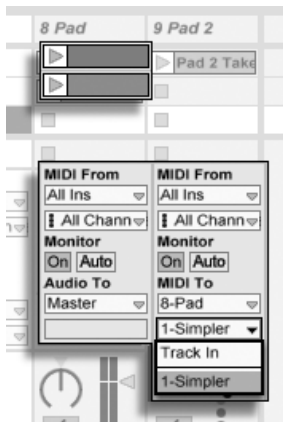 8 Pad
9 Pad 2
Pad 2 Take
MIDI From
All Ins
All Chann
Monitor
On Auto
Audio To
Master
MIDI From
All Ins
All Chann
Monitor
On Auto
MIDI To
8-Pad
1-Simpler
Track In
1-Simpler